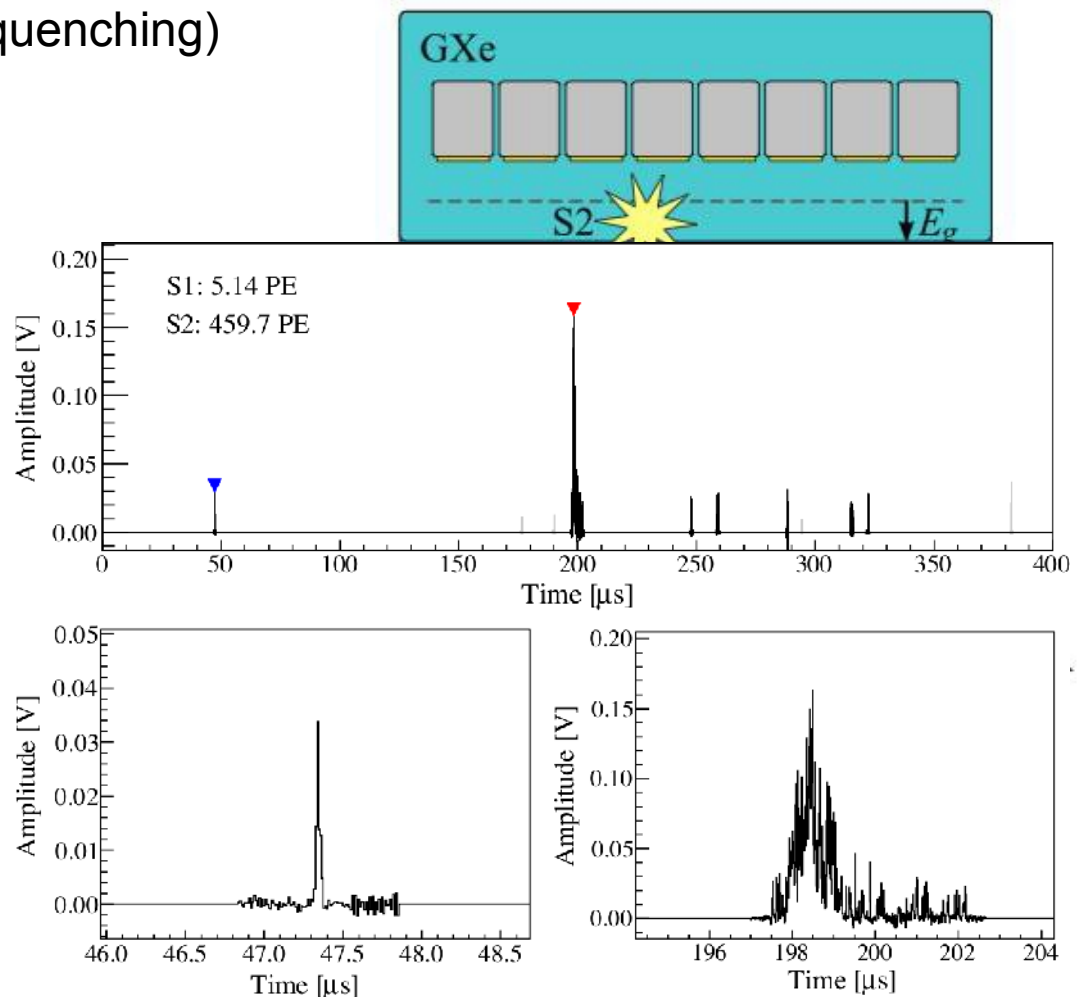 quenching)
GXe
S2
E_g
0.20
0.15
0.10
0.05
0.00
Amplitude [V]
S1: 5.14 PE
S2: 459.7 PE
0 50 100 150 200 250 300 350 400
Time [μs]
0.05
0.04
0.03
0.02
0.01
0.00
Amplitude [V]
46.0 46.5 47.0 47.5 48.0 48.5
Time [μs]
0.20
0.15
0.10
0.05
0.00
Amplitude [V]
196 198 200 202 204
Time [μs]